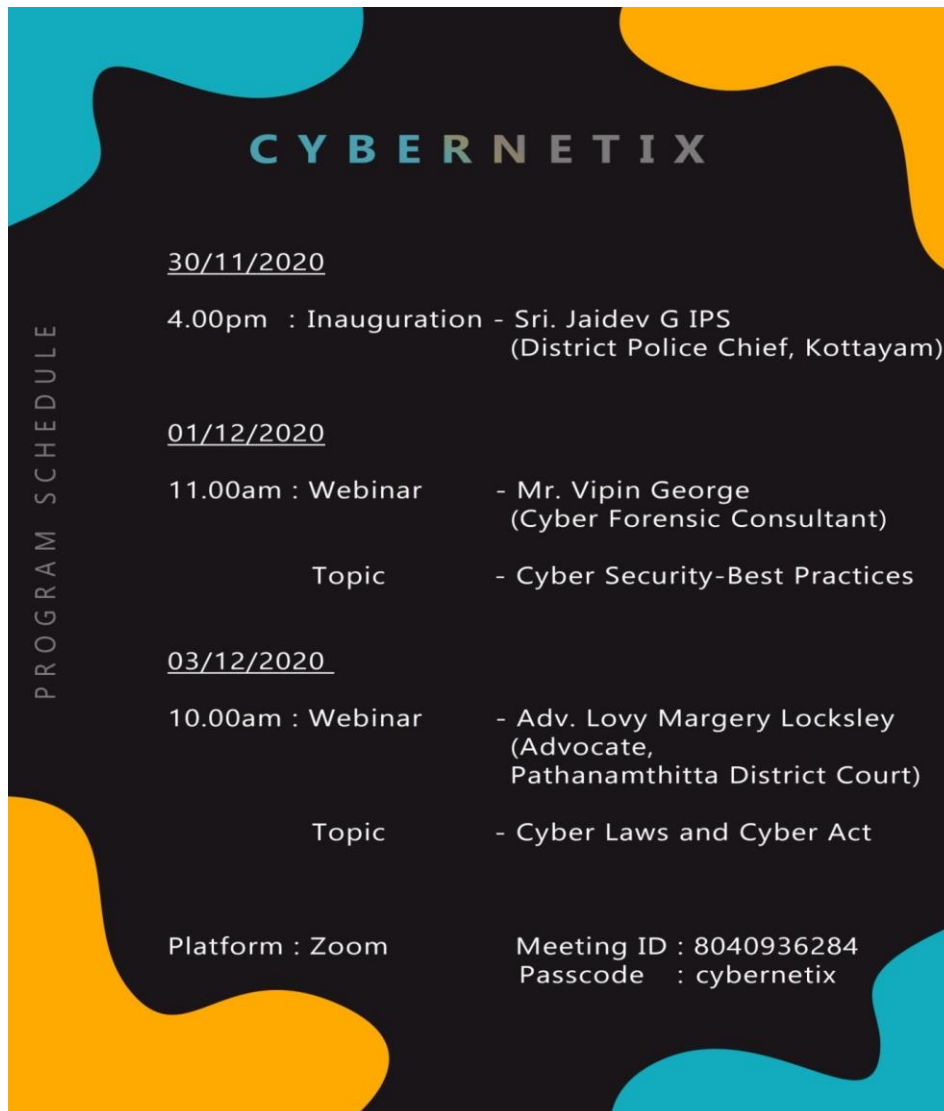 CYBERNETIX
PROGRAM SCHEDULE
30/11/2020
4.00pm : Inauguration - Sri. Jaidev G IPS
(District Police Chief, Kottayam)
01/12/2020
11.00am : Webinar - Mr. Vipin George
(Cyber Forensic Consultant)
Topic - Cyber Security-Best Practices
03/12/2020
10.00am : Webinar - Adv. Lovy Margery Locksley
(Advocate,
Pathanamthitta District Court)
Topic - Cyber Laws and Cyber Act
Platform : Zoom Meeting ID : 8040936284
Passcode : cybernetix